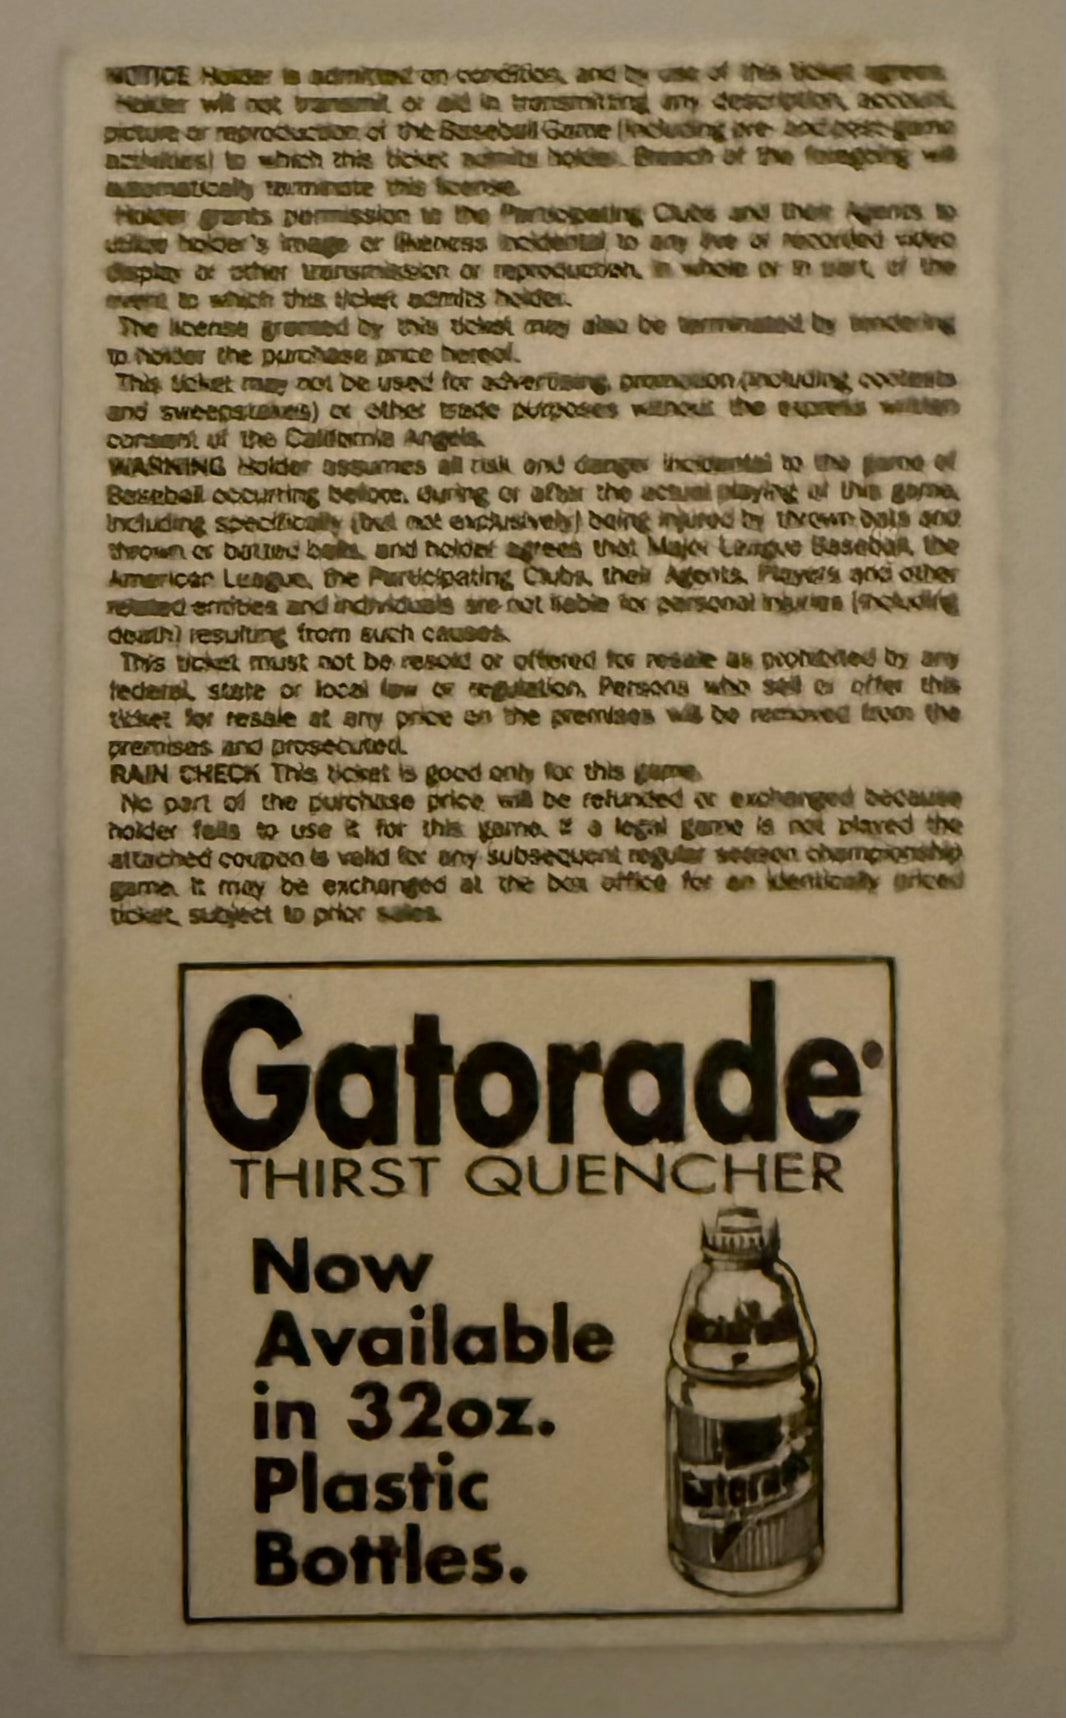 NOTICE Holder is admitted on condition, and by use of this ticket agrees:
Holder will not transmit or aid in transmitting any description, account,
picture or reproduction of the Baseball Game (including pre- and post-game
activities) to which this ticket admits holder. Breach of the foregoing will
automatically terminate this license.
Holder grants permission to the Participating Clubs and their Agents to
utilize holder's image or likeness incidental to any live or recorded video
display or other transmission or reproduction, in whole or in part, of the
event to which this ticket admits holder.
The license granted by this ticket may also be terminated by tendering
to holder the purchase price hereof.
This ticket may not be used for advertising, promotion (including contests
and sweepstakes) or other trade purposes without the express written
consent of the California Angels.
WARNING Holder assumes all risk and danger incidental to the game of
Baseball occurring before, during or after the actual playing of this game,
including specifically (but not exclusively) being injured by thrown bats and
thrown or batted balls, and holder agrees that Major League Baseball, the
American League, the Participating Clubs, their Agents, Players and other
related entities and individuals are not liable for personal injuries (including
death) resulting from such causes.
This ticket must not be resold or offered for resale as prohibited by any
federal, state or local law or regulation. Persons who sell or offer this
ticket for resale at any price on the premises will be removed from the
premises and prosecuted.
RAIN CHECK This ticket is good only for this game.
No part of the purchase price will be refunded or exchanged because
holder fails to use it for this game. If a legal game is not played the
attached coupon is valid for any subsequent regular season championship
game. It may be exchanged at the box office for an identically priced
ticket, subject to prior sales.
Gatorade
THIRST QUENCHER
Now
Available
in 32oz.
Plastic
Bottles.
Gatorade